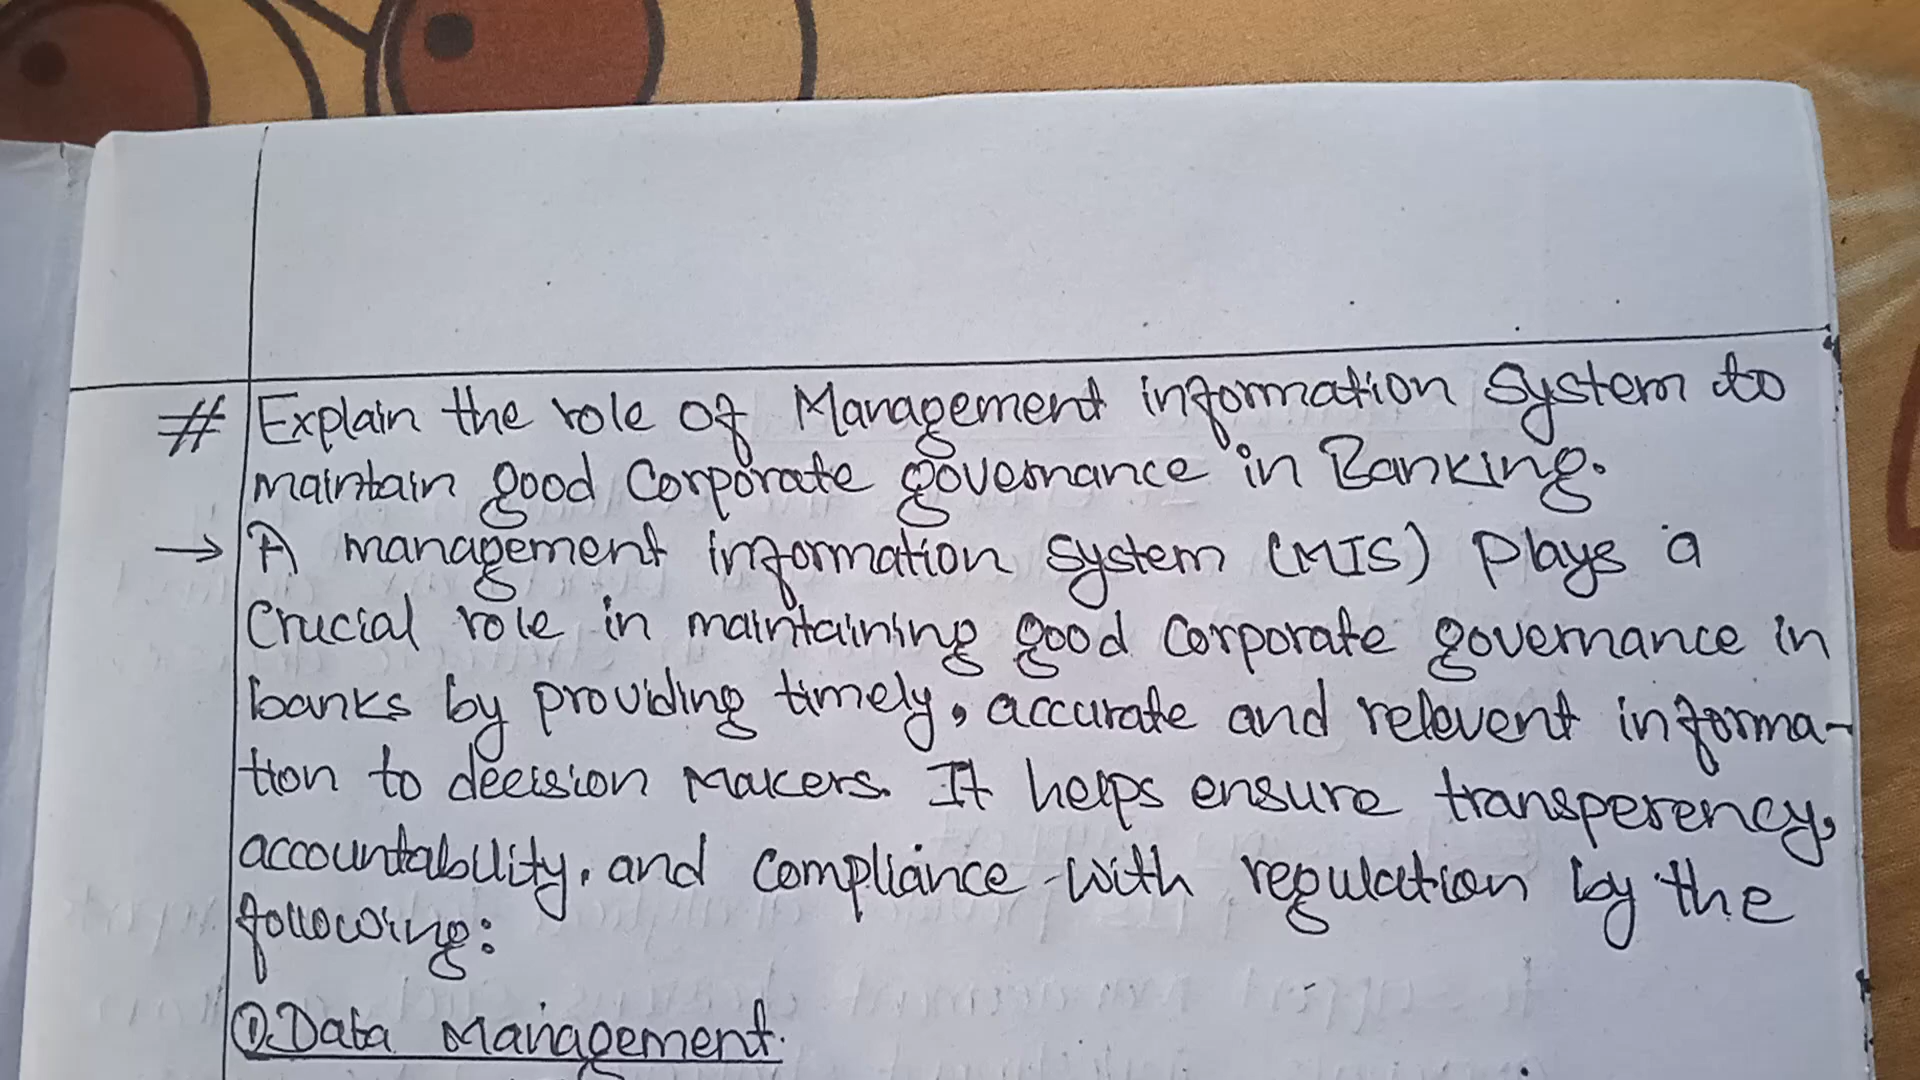 # Explain the role of Management information system to
maintain good Corporate governance in Banking.
→ A management information system (MIS) plays a
Crucial role in maintaining good Corporate governance in
banks by providing timely, accurate and relevent informa-
tion to decision makers. It helps ensure transperency,
accountability, and compliance with regulation by the
following:
①. Data Management.